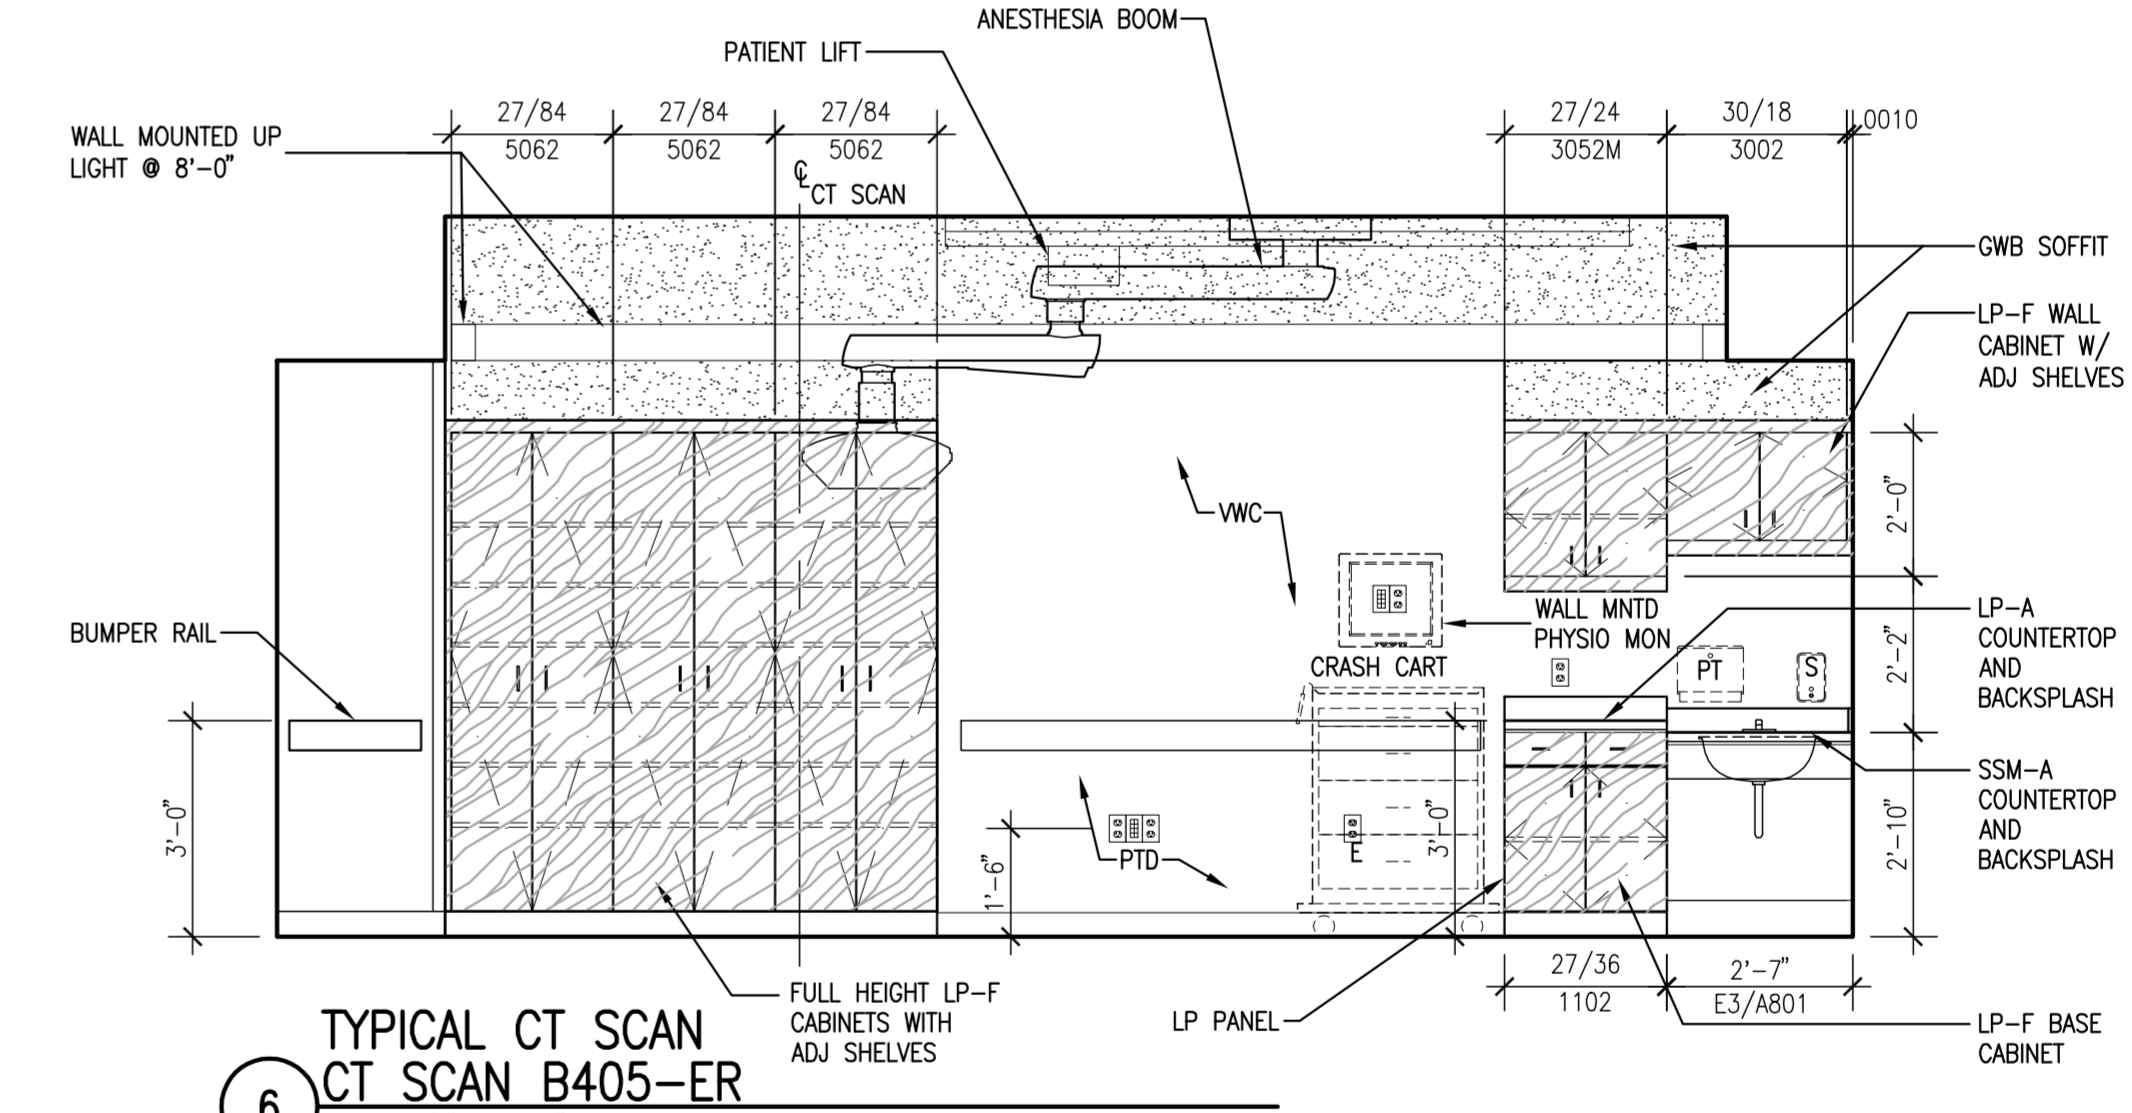 ANESTHESIA BOOM
PATIENT LIFT
27/84 27/84 27/84
5062 5062 5062
27/24 30/18 0010
3052M 3002
WALL MOUNTED UP
LIGHT @ 8'-0"
℄ CT SCAN
GWB SOFFIT
LP-F WALL
CABINET W/
ADJ SHELVES
VWC
2'-0"
WALL MNTD
PHYSIO MON
CRASH CART
PT
S
2'-2"
LP-A
COUNTERTOP
AND
BACKSPLASH
BUMPER RAIL
3'-0"
1'-6"
PTD
E
3'-0"
2'-10"
SSM-A
COUNTERTOP
AND
BACKSPLASH
27/36 2'-7"
1102 E3/A801
FULL HEIGHT LP-F
CABINETS WITH
ADJ SHELVES
LP PANEL
LP-F BASE
CABINET
TYPICAL CT SCAN
CT SCAN B405-ER
6